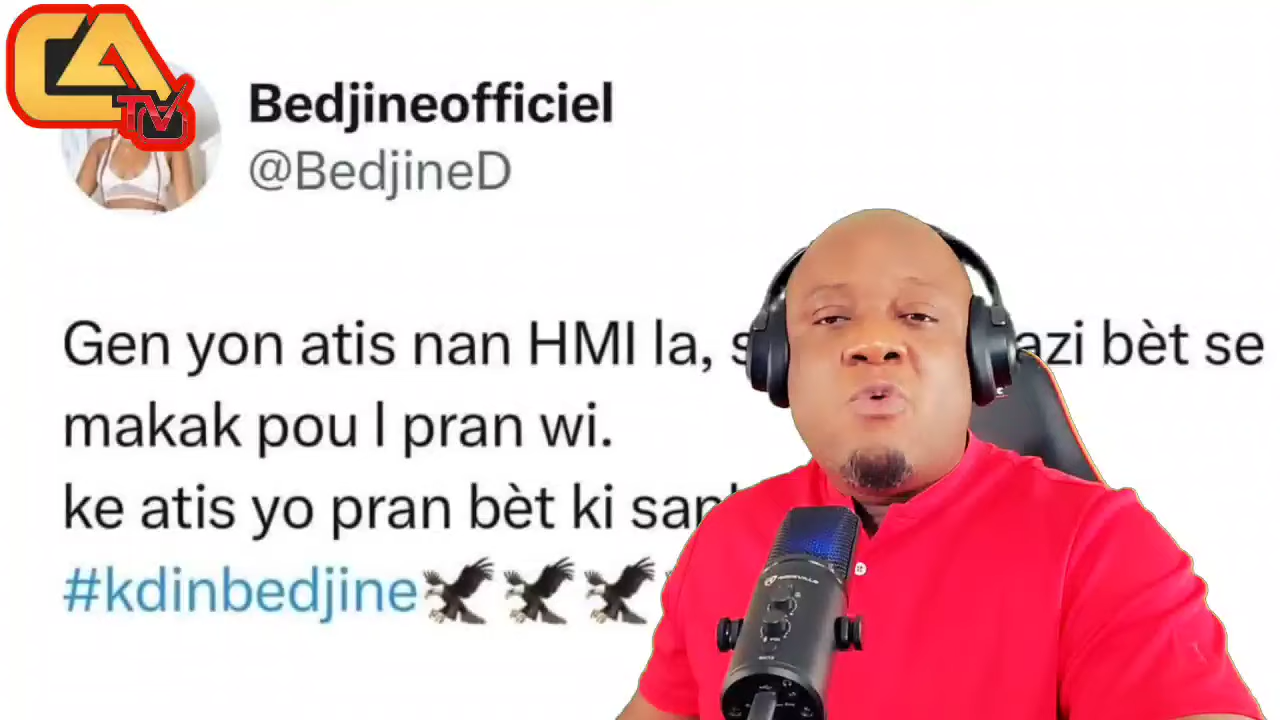 CA
TV
Bedjineofficiel
@BedjineD
Gen yon atis nan HMI la, bèt se
makak pou l pran wi.
ke atis yo pran bèt ki
#kdinbedjine